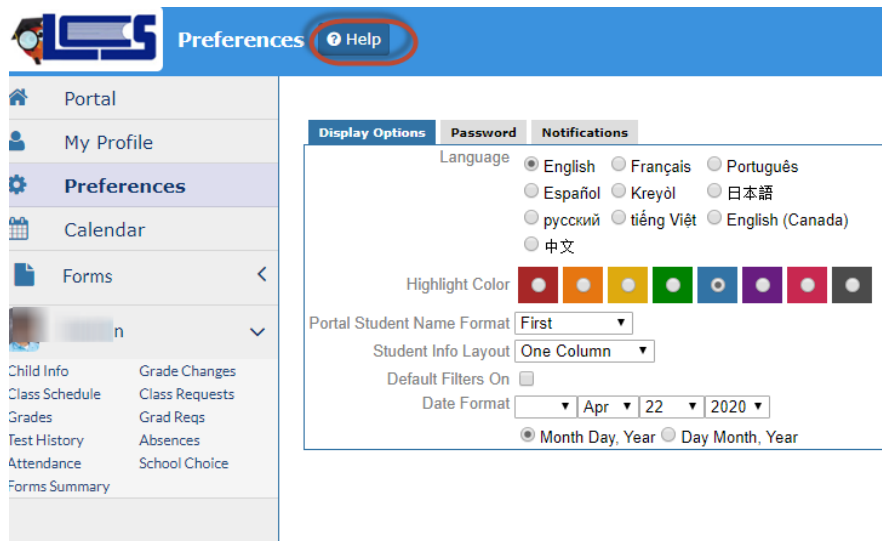 LCS
Preferences
Help
Portal
My Profile
Preferences
Calendar
Forms
n
Child Info Grade Changes
Class Schedule Class Requests
Grades Grad Reqs
Test History Absences
Attendance School Choice
Forms Summary
Display Options Password Notifications
Language English Français Português
Español Kreyòl 日本語
русский tiếng Việt English (Canada)
中文
Highlight Color
Portal Student Name Format First
Student Info Layout One Column
Default Filters On
Date Format Apr 22 2020
Month Day, Year Day Month, Year